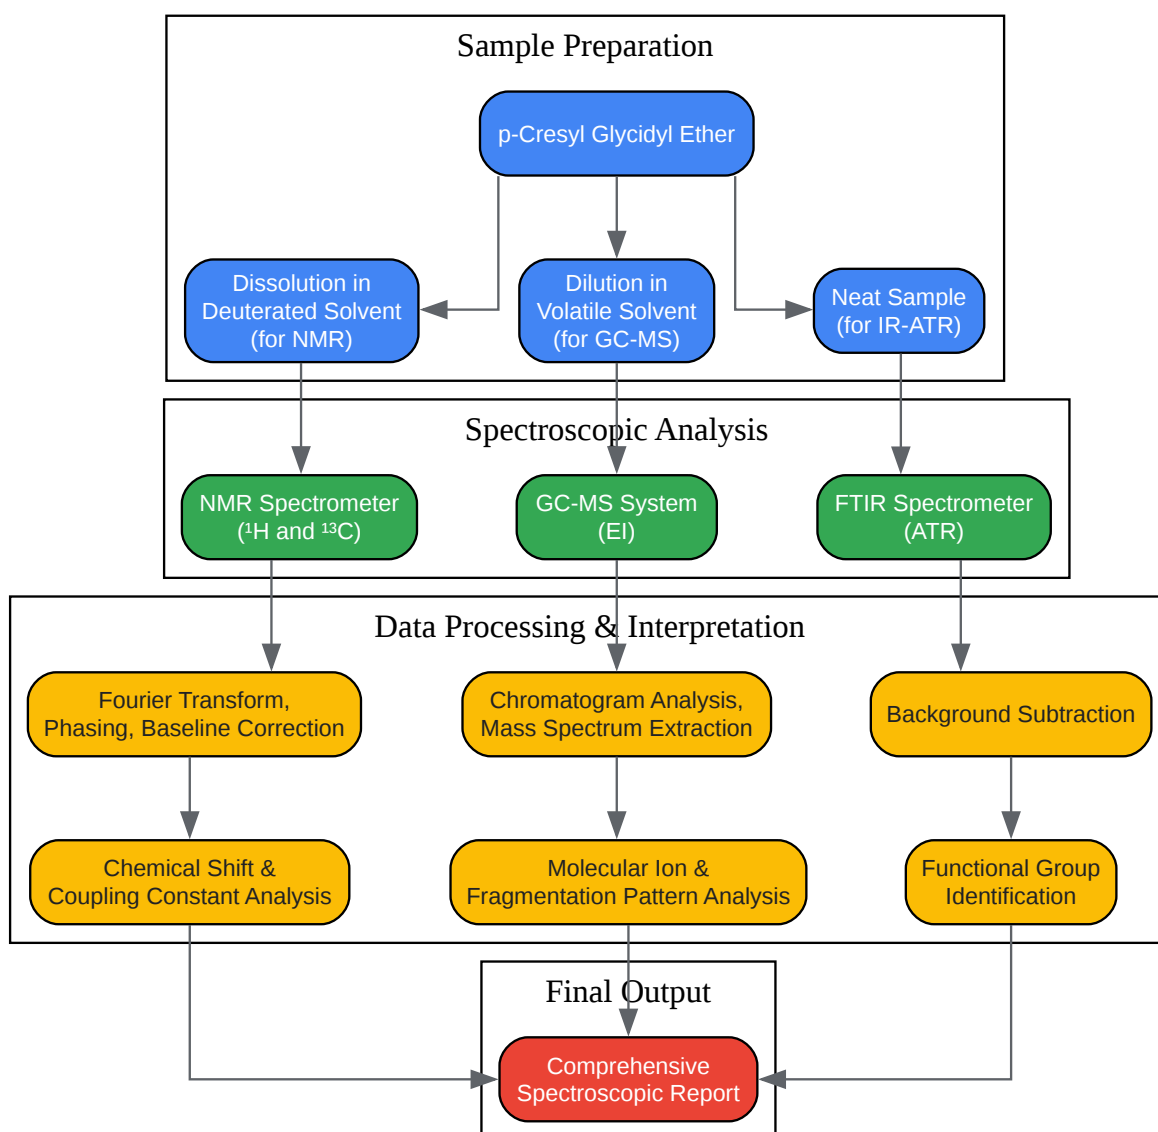 Sample Preparation
p-Cresyl Glycidyl Ether
Dissolution in
Deuterated Solvent
(for NMR)
Dilution in
Volatile Solvent
(for GC-MS)
Neat Sample
(for IR-ATR)
Spectroscopic Analysis
NMR Spectrometer
(¹H and ¹³C)
GC-MS System
(EI)
FTIR Spectrometer
(ATR)
Data Processing & Interpretation
Fourier Transform,
Phasing, Baseline Correction
Chromatogram Analysis,
Mass Spectrum Extraction
Background Subtraction
Chemical Shift &
Coupling Constant Analysis
Molecular Ion &
Fragmentation Pattern Analysis
Functional Group
Identification
Final Output
Comprehensive
Spectroscopic Report